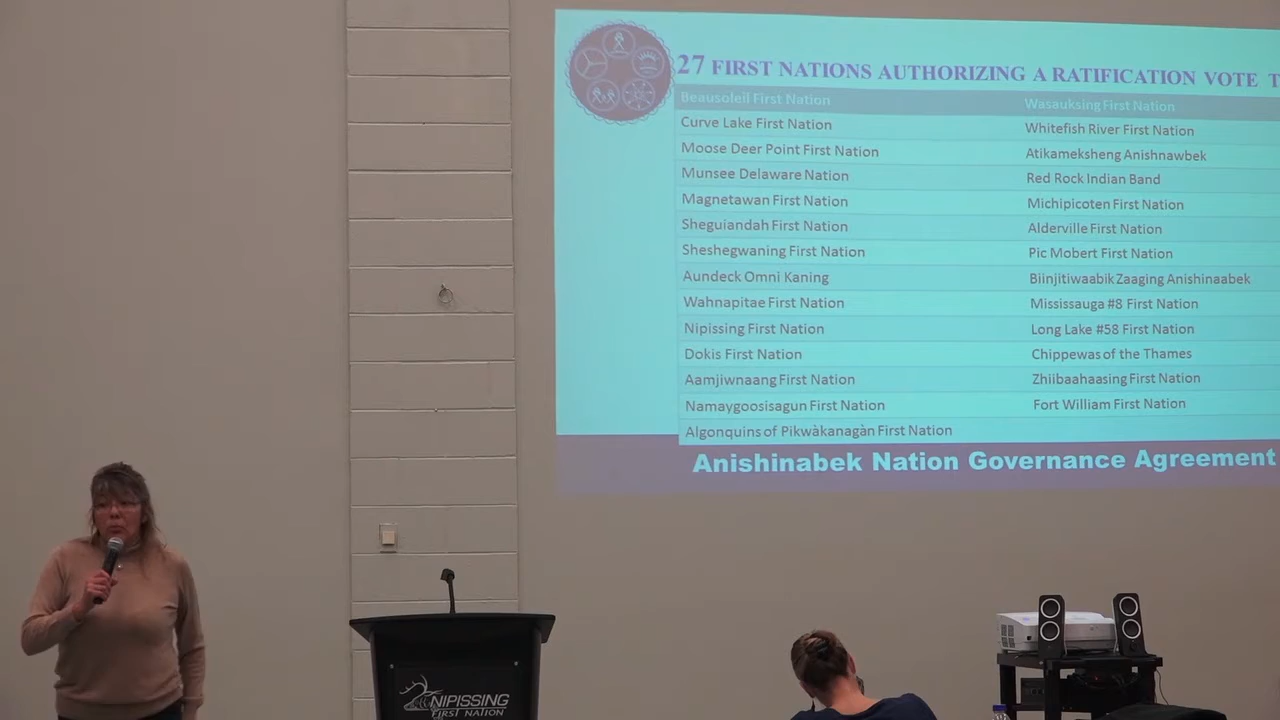 27 FIRST NATIONS AUTHORIZING A RATIFICATION VOTE T
Beausoleil First Nation Wasauksing First Nation
Curve Lake First Nation Whitefish River First Nation
Moose Deer Point First Nation Atikameksheng Anishnawbek
Munsee Delaware Nation Red Rock Indian Band
Magnetawan First Nation Michipicoten First Nation
Sheguiandah First Nation Alderville First Nation
Sheshegwaning First Nation Pic Mobert First Nation
Aundeck Omni Kaning Biinjitiwaabik Zaaging Anishinaabek
Wahnapitae First Nation Mississauga #8 First Nation
Nipissing First Nation Long Lake #58 First Nation
Dokis First Nation Chippewas of the Thames
Aamjiwnaang First Nation Zhiibaahaasing First Nation
Namaygoosisagun First Nation Fort William First Nation
Algonquins of Pikwàkanagàn First Nation
Anishinabek Nation Governance Agreement
NIPISSING
FIRST NATION